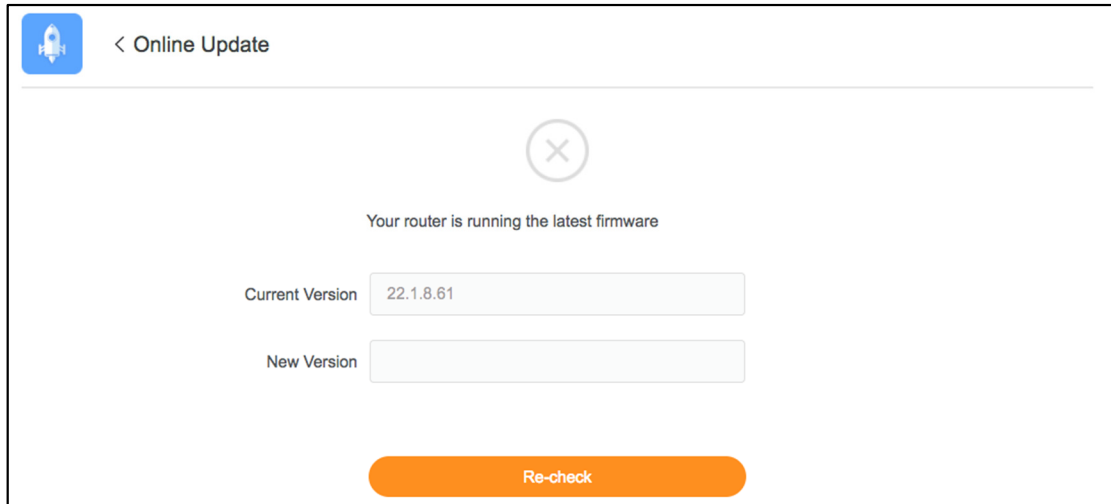 < Online Update
Your router is running the latest firmware
Current Version 22.1.8.61
New Version
Re-check